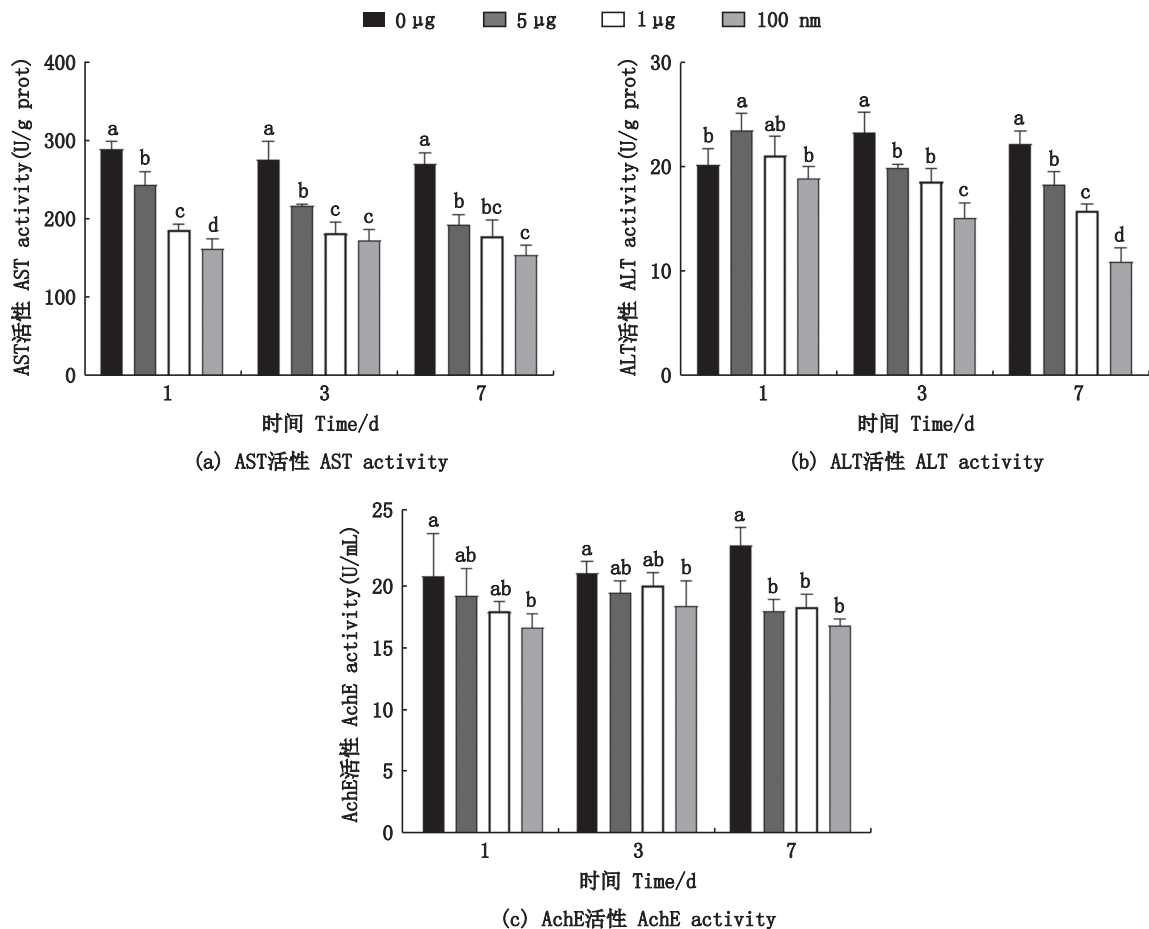 0 μg 5 μg 1 μg 100 nm
AST活性 AST activity(U/g prot)
400
300
200
100
0
a b c d
a b c c
a b bc c
1 3 7
时间 Time/d
(a) AST活性 AST activity
ALT活性 ALT activity(U/g prot)
30
20
10
0
b a ab b
a b b c
a b c d
1 3 7
时间 Time/d
(b) ALT活性 ALT activity
AchE活性 AchE activity(U/mL)
25
20
15
10
5
0
a ab ab b
a ab ab b
a b b b
1 3 7
时间 Time/d
(c) AchE活性 AchE activity